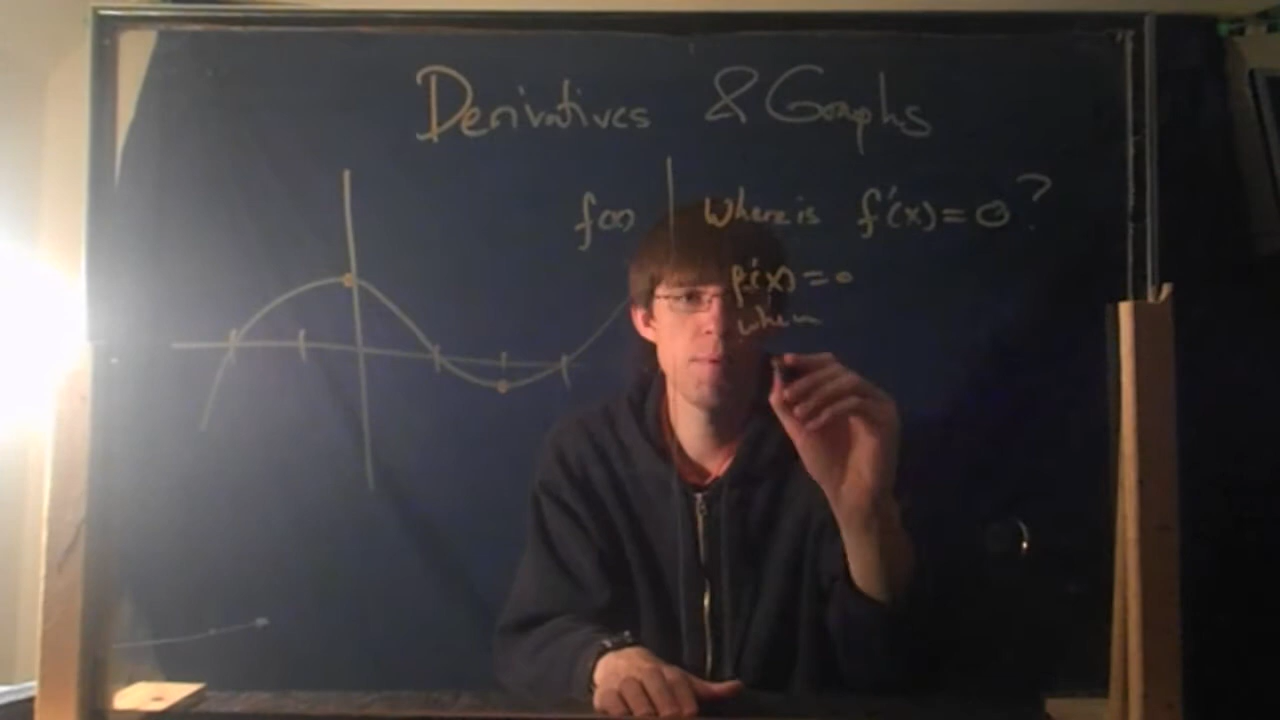 Derivatives & Graphs
f(x) Where is f'(x) = 0 ?
f'(x) = 0
when